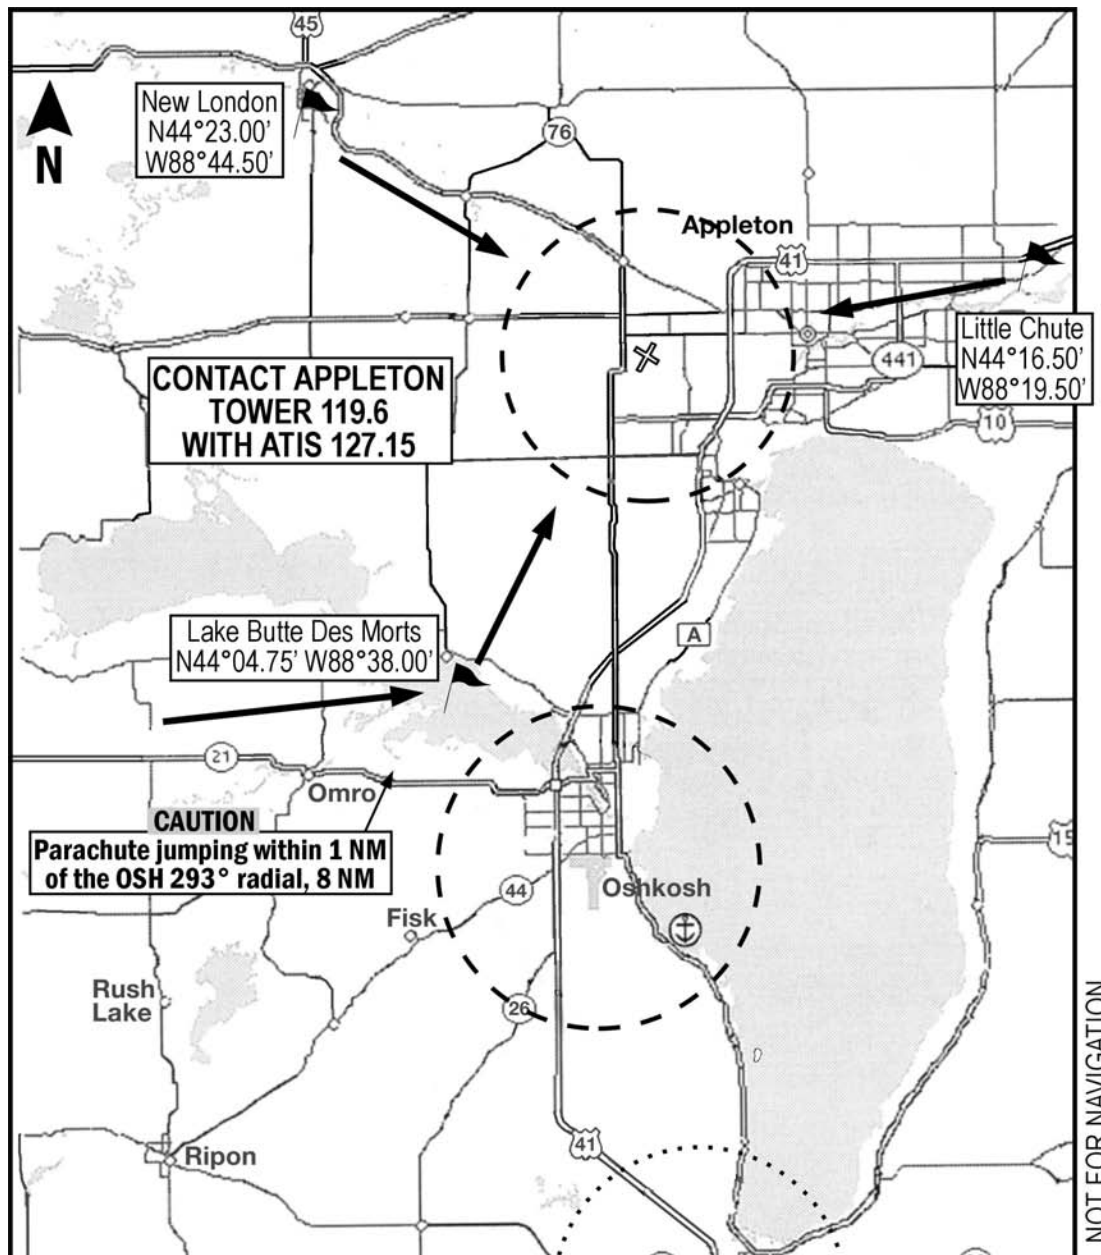 45
New London
N44°23.00’
W88°44.50’
N
76
Appleton
41
Little Chute
N44°16.50’
W88°19.50’
441
10
CONTACT APPLETON
TOWER 119.6
WITH ATIS 127.15
Lake Butte Des Morts
N44°04.75’ W88°38.00’
A
21
Omro
CAUTION
Parachute jumping within 1 NM
of the OSH 293° radial, 8 NM
15
44
Oshkosh
Fisk
Rush
Lake
26
41
Ripon
NOT FOR NAVIGATION